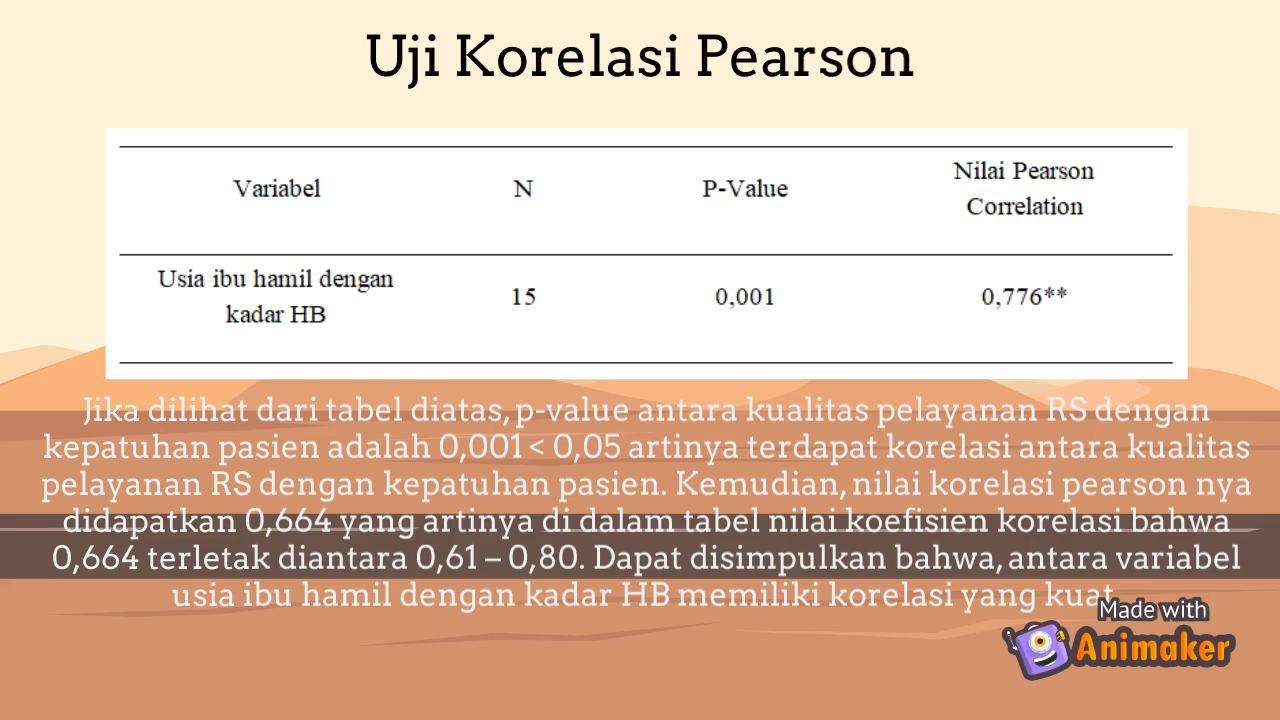 Uji Korelasi Pearson
Variabel N P-Value Nilai Pearson Correlation
Usia ibu hamil dengan kadar HB 15 0,001 0,776**
Jika dilihat dari tabel diatas, p-value antara kualitas pelayanan RS dengan
kepatuhan pasien adalah 0,001 < 0,05 artinya terdapat korelasi antara kualitas
pelayanan RS dengan kepatuhan pasien. Kemudian, nilai korelasi pearson nya
didapatkan 0,664 yang artinya di dalam tabel nilai koefisien korelasi bahwa
0,664 terletak diantara 0,61 – 0,80. Dapat disimpulkan bahwa, antara variabel
usia ibu hamil dengan kadar HB memiliki korelasi yang kuat.
Made with
Animaker